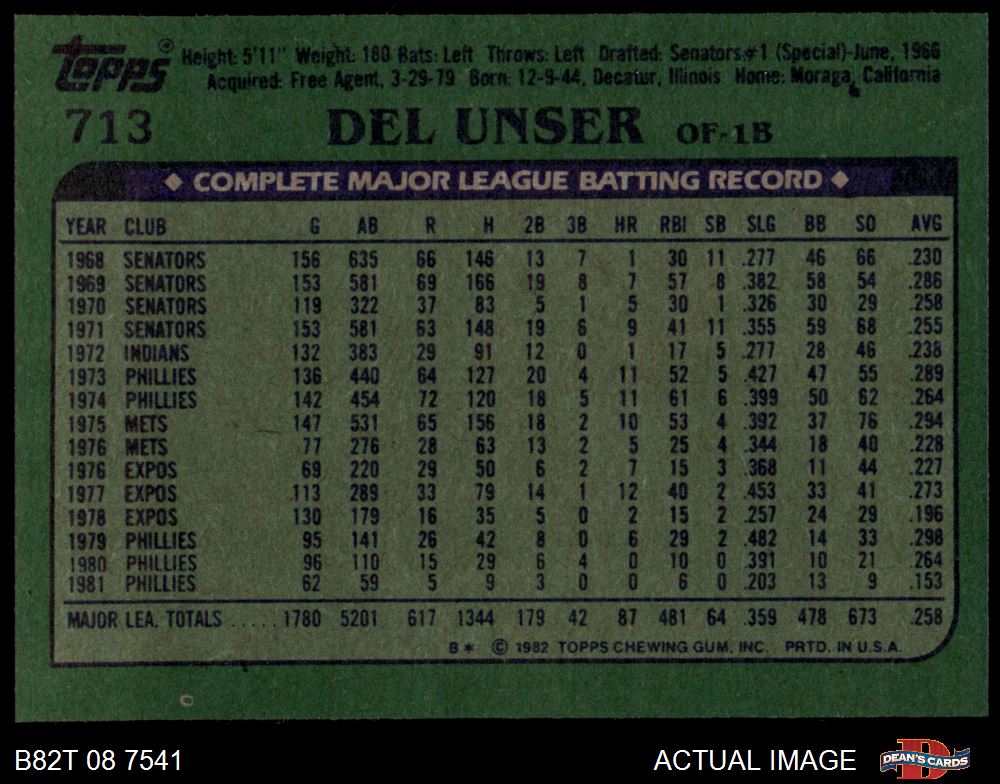 Topps® Height: 5'11" Weight: 180 Bats: Left Throws: Left Drafted: Senators#1 (Special)-June, 1966
Acquired: Free Agent, 3-29-79 Born: 12-9-44, Decatur, Illinois Home: Moraga, California
713 DEL UNSER OF-1B
◆ COMPLETE MAJOR LEAGUE BATTING RECORD ◆
YEAR CLUB G AB R H 2B 3B HR RBI SB SLG BB SO AVG
1968 SENATORS 156 635 66 146 13 7 1 30 11 .277 46 66 .230
1969 SENATORS 153 581 69 166 19 8 7 57 8 .382 58 54 .286
1970 SENATORS 119 322 37 83 5 1 5 30 1 .326 30 29 .258
1971 SENATORS 153 581 63 148 19 6 9 41 11 .355 59 68 .255
1972 INDIANS 132 383 29 91 12 0 1 17 5 .277 28 46 .238
1973 PHILLIES 136 440 64 127 20 4 11 52 5 .427 47 55 .289
1974 PHILLIES 142 454 72 120 18 5 11 61 6 .399 50 62 .264
1975 METS 147 531 65 156 18 2 10 53 4 .392 37 76 .294
1976 METS 77 276 28 63 13 2 5 25 4 .344 18 40 .228
1976 EXPOS 69 220 29 50 6 2 7 15 3 .368 11 44 .227
1977 EXPOS 113 289 33 79 14 1 12 40 2 .453 33 41 .273
1978 EXPOS 130 179 16 35 5 0 2 15 2 .257 24 29 .196
1979 PHILLIES 95 141 26 42 8 0 6 29 2 .482 14 33 .298
1980 PHILLIES 96 110 15 29 6 4 0 10 0 .391 10 21 .264
1981 PHILLIES 62 59 5 9 3 0 0 6 0 .203 13 9 .153
MAJOR LEA. TOTALS ..... 1780 5201 617 1344 179 42 87 481 64 .359 478 673 .258
B* © 1982 TOPPS CHEWING GUM, INC. PRTD. IN U.S.A.
B82T 08 7541 ACTUAL IMAGE DEAN'S CARDS